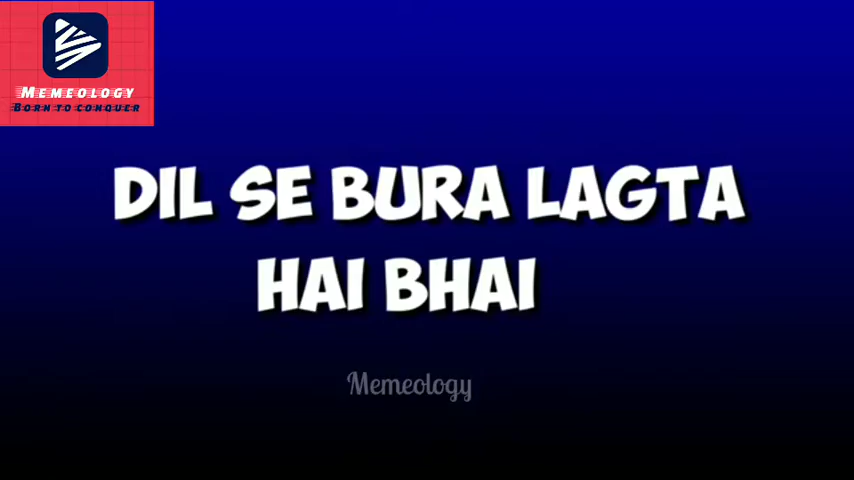 MEMEOLOGY
BORN TO CONQUER
DIL SE BURA LAGTA
HAI BHAI
Memeology